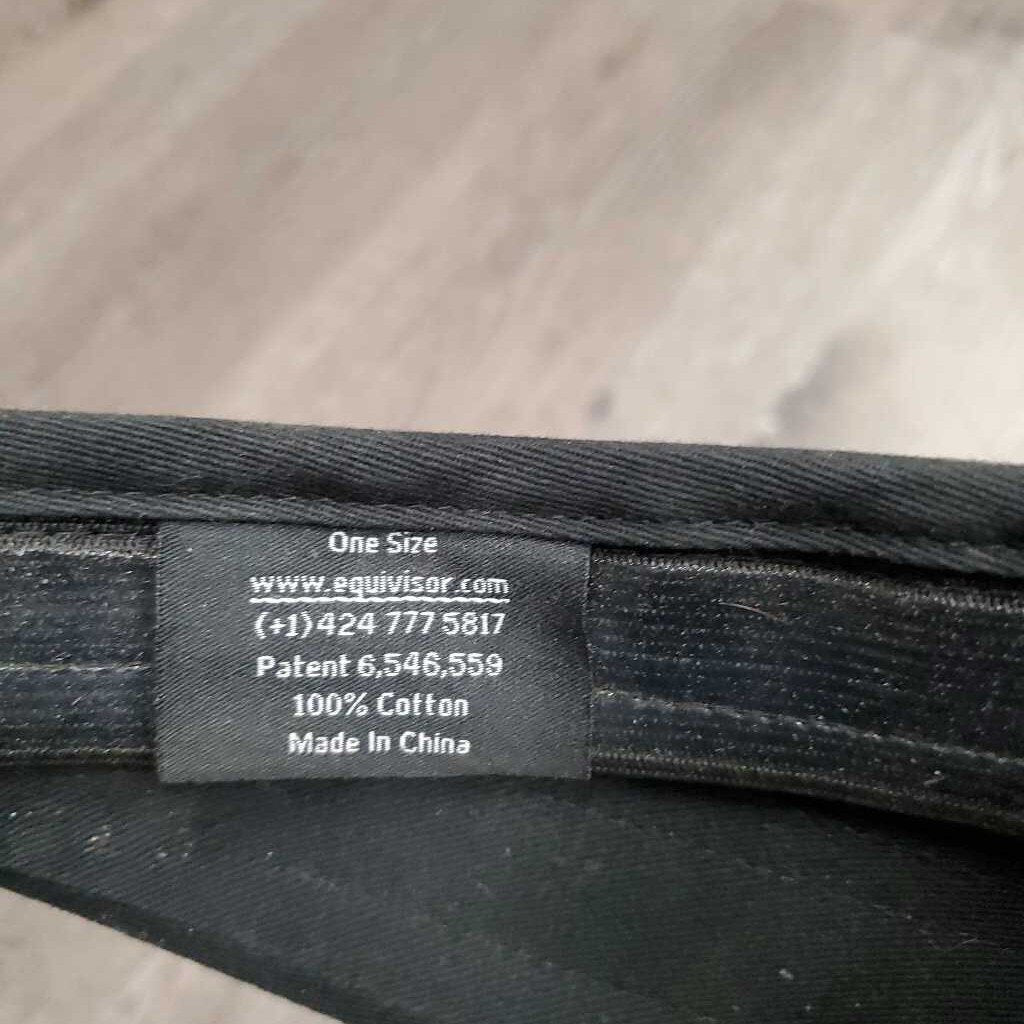 One Size
www.equivisor.com
(+1)424 777 5817
Patent 6,546,559
100% Cotton
Made In China